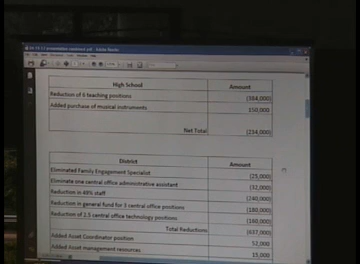 High School Amount
Reduction of 6 teaching positions (384,000)
Added purchase of musical instruments 150,000
Net Total (234,000)
District Amount
Eliminated Family Engagement Specialist (25,000)
Eliminate one central office administrative assistant (32,000)
Reduction in 49% staff (240,000)
Reduction in general fund for 3 central office positions (180,000)
Reduction of 2.5 central office technology positions (160,000)
Total Reductions (637,000)
Added Asset Coordinator position 52,000
Added Asset management resources 15,000